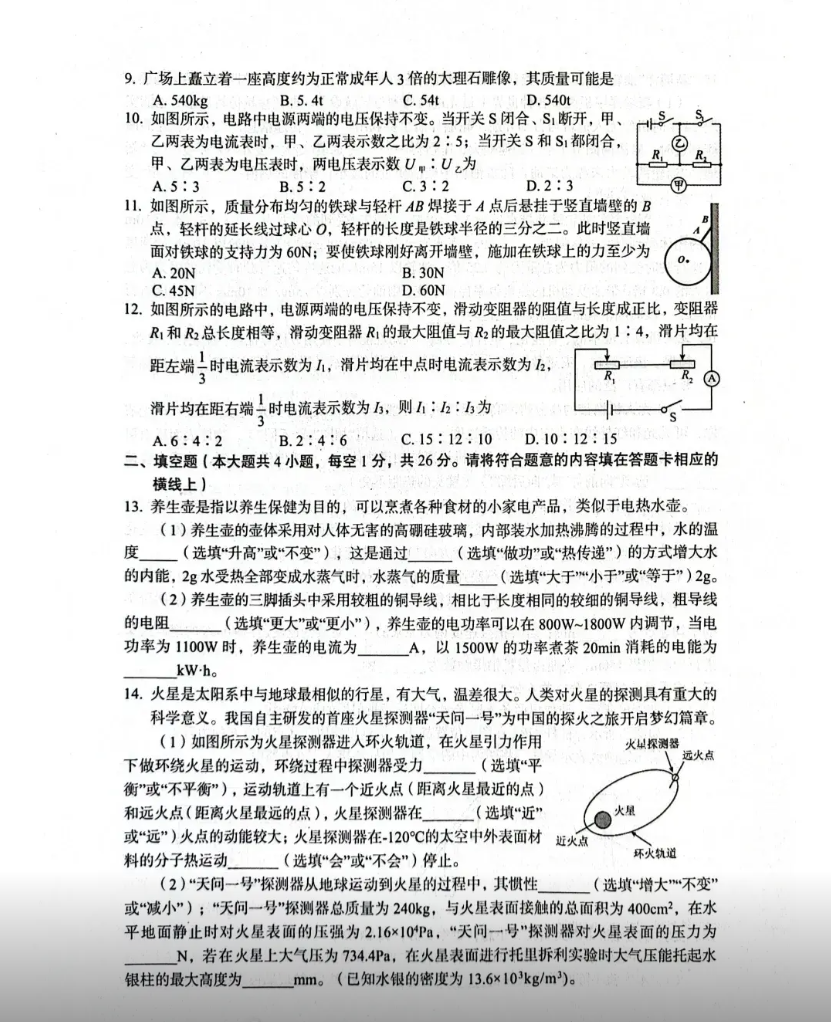 9. 广场上矗立着一座高度约为正常成年人3倍的大理石雕像，其质量可能是
A. 540kg B. 5.4t C. 54t D. 540t
10. 如图所示，电路中电源两端的电压保持不变。当开关S闭合、S₁断开，甲、
乙两表为电流表时，甲、乙两表示数之比为2∶5；当开关S和S₁都闭合，
甲、乙两表为电压表时，两电压表示数U甲∶U乙为
A. 5∶3 B. 5∶2 C. 3∶2 D. 2∶3
S S₁
乙
R₁ R₂
甲
11. 如图所示，质量分布均匀的铁球与轻杆AB焊接于A点后悬挂于竖直墙壁的B
点，轻杆的延长线过球心O，轻杆的长度是铁球半径的三分之二。此时竖直墙
面对铁球的支持力为60N；要使铁球刚好离开墙壁，施加在铁球上的力至少为
A. 20N B. 30N
C. 45N D. 60N
B
A
O
12. 如图所示的电路中，电源两端的电压保持不变，滑动变阻器的阻值与长度成正比，变阻器
R₁和R₂总长度相等，滑动变阻器R₁的最大阻值与R₂的最大阻值之比为1∶4，滑片均在
距左端1/3时电流表示数为I₁，滑片均在中点时电流表示数为I₂，
滑片均在距右端1/3时电流表示数为I₃，则I₁∶I₂∶I₃为
R₁ R₂ A
S
A. 6∶4∶2 B. 2∶4∶6 C. 15∶12∶10 D. 10∶12∶15
二、填空题（本大题共4小题，每空1分，共26分。请将符合题意的内容填在答题卡相应的
横线上）
13. 养生壶是指以养生保健为目的，可以烹煮各种食材的小家电产品，类似于电热水壶。
（1）养生壶的壶体采用对人体无害的高硼硅玻璃，内部装水加热沸腾的过程中，水的温
度____（选填“升高”或“不变”），这是通过____（选填“做功”或“热传递”）的方式增大水
的内能，2g水受热全部变成水蒸气时，水蒸气的质量____（选填“大于”“小于”或“等于”）2g。
（2）养生壶的三脚插头中采用较粗的铜导线，相比于长度相同的较细的铜导线，粗导线
的电阻____（选填“更大”或“更小”），养生壶的电功率可以在800W~1800W内调节，当电
功率为1100W时，养生壶的电流为____A，以1500W的功率煮茶20min消耗的电能为
____kW·h。
14. 火星是太阳系中与地球最相似的行星，有大气，温差很大。人类对火星的探测具有重大的
科学意义。我国自主研发的首座火星探测器“天问一号”为中国的探火之旅开启梦幻篇章。
（1）如图所示为火星探测器进入环火轨道，在火星引力作用
下做环绕火星的运动，环绕过程中探测器受力____（选填“平
衡”或“不平衡”），运动轨道上有一个近火点（距离火星最近的点）
和远火点（距离火星最远的点），火星探测器在____（选填“近”
或“远”）火点的动能较大；火星探测器在-120℃的太空中外表面材
料的分子热运动____（选填“会”或“不会”）停止。
火星探测器
远火点
火星
近火点
环火轨道
（2）“天问一号”探测器从地球运动到火星的过程中，其惯性____（选填“增大”“不变”
或“减小”）；“天问一号”探测器总质量为240kg，与火星表面接触的总面积为400cm²，在水
平地面静止时对火星表面的压强为2.16×10⁴Pa，“天问一号”探测器对火星表面的压力为
____N，若在火星上大气压为734.4Pa，在火星表面进行托里拆利实验时大气压能托起水
银柱的最大高度为____mm。（已知水银的密度为13.6×10³kg/m³）。